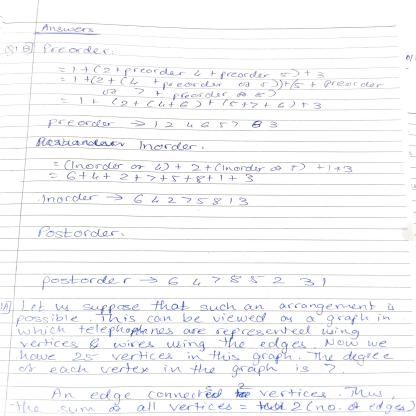 Answers
Q1 B] Preorder.
= 1 + (2 + preorder 4 + preorder 5) + 3
= 1 + (2 + (4 + preorder of 5)) + (5 + preorder
of 7 + preorder of 8)
= 1 + (2 + (4 + 6) + (5 + 7 + 6) + 3
preorder → 1 2 4 6 5 7 8 3
Inorder.
= (Inorder of 4) + 2 + (Inorder of 5) + 1 + 3
= 6 + 4 + 2 + 7 + 5 + 8 + 1 + 3
Inorder → 6 4 2 7 5 8 1 3
Postorder.
postorder → 6 4 7 8 5 2 3 1
A] Let us suppose that such an arrangement is
possible. This can be viewed as a graph in
which telephones are represented using
vertices & wires using the edges. Now we
have 25 vertices in this graph. The degree
of each vertex in the graph is 7.
An edge connects 2 vertices. Thus,
the sum of all vertices = 2 (no. of edges)